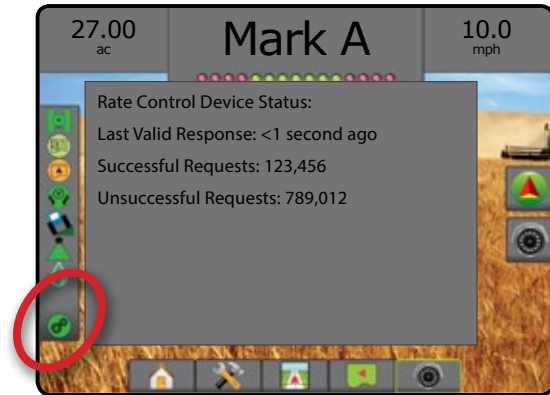 27.00
ac
Mark A
10.0
mph
Rate Control Device Status:
Last Valid Response: <1 second ago
Successful Requests: 123,456
Unsuccessful Requests: 789,012